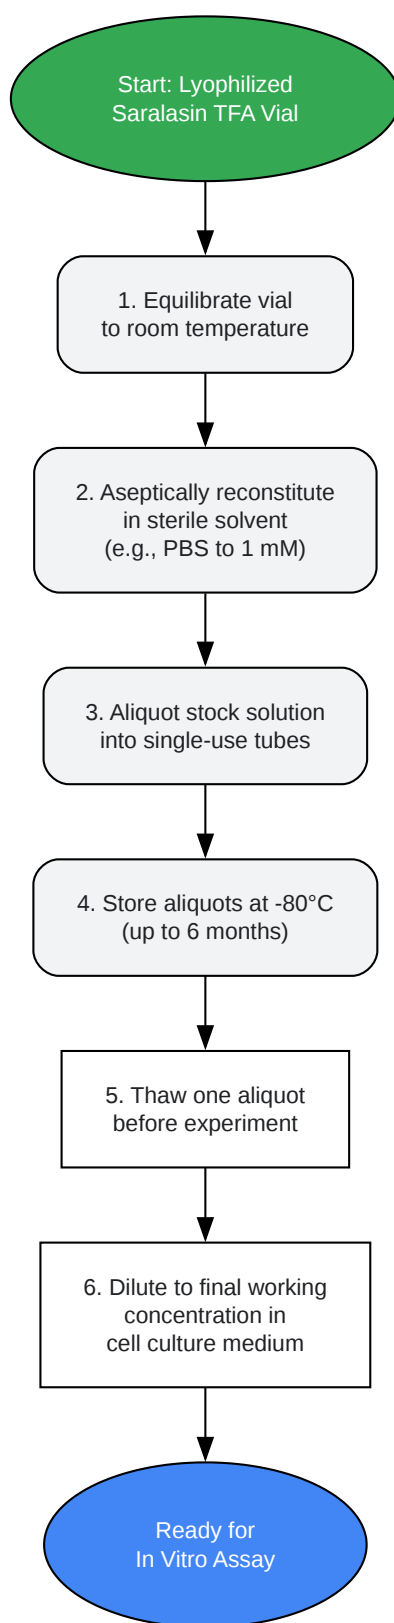 Start: Lyophilized
Saralasin TFA Vial
1. Equilibrate vial
to room temperature
2. Aseptically reconstitute
in sterile solvent
(e.g., PBS to 1 mM)
3. Aliquot stock solution
into single-use tubes
4. Store aliquots at -80°C
(up to 6 months)
5. Thaw one aliquot
before experiment
6. Dilute to final working
concentration in
cell culture medium
Ready for
In Vitro Assay